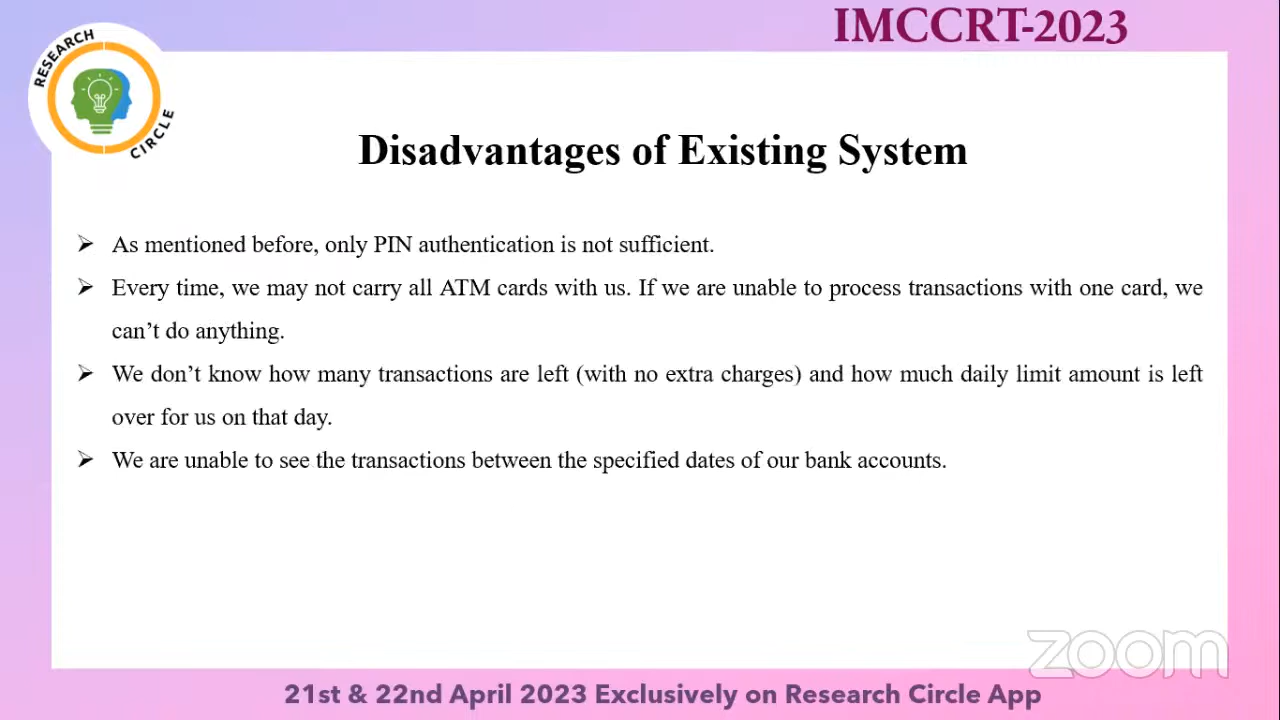 IMCCRT-2023
RESEARCH
CIRCLE
Disadvantages of Existing System
➢ As mentioned before, only PIN authentication is not sufficient.
➢ Every time, we may not carry all ATM cards with us. If we are unable to process transactions with one card, we
can’t do anything.
➢ We don’t know how many transactions are left (with no extra charges) and how much daily limit amount is left
over for us on that day.
➢ We are unable to see the transactions between the specified dates of our bank accounts.
zoom
21st & 22nd April 2023 Exclusively on Research Circle App